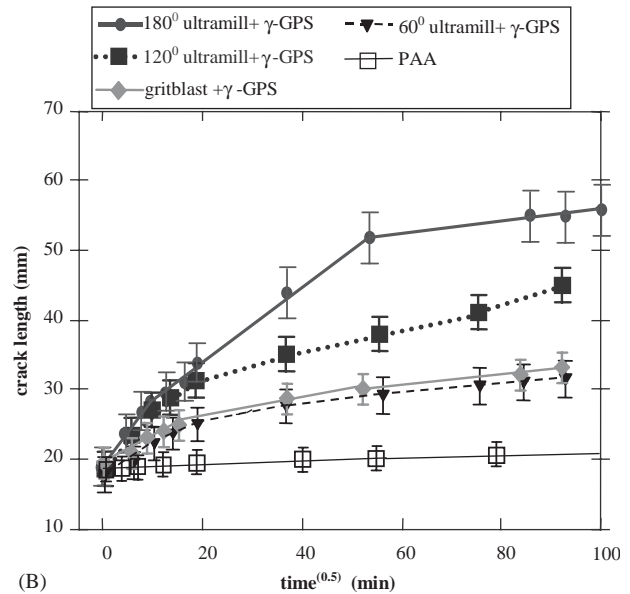 180⁰ ultramill+ γ-GPS
60⁰ ultramill+ γ-GPS
120⁰ ultramill+γ-GPS
PAA
gritblast +γ -GPS
70
60
50
40
30
20
10
crack length (mm)
0
20
40
60
80
100
(B)
time⁽⁰·⁵⁾ (min)